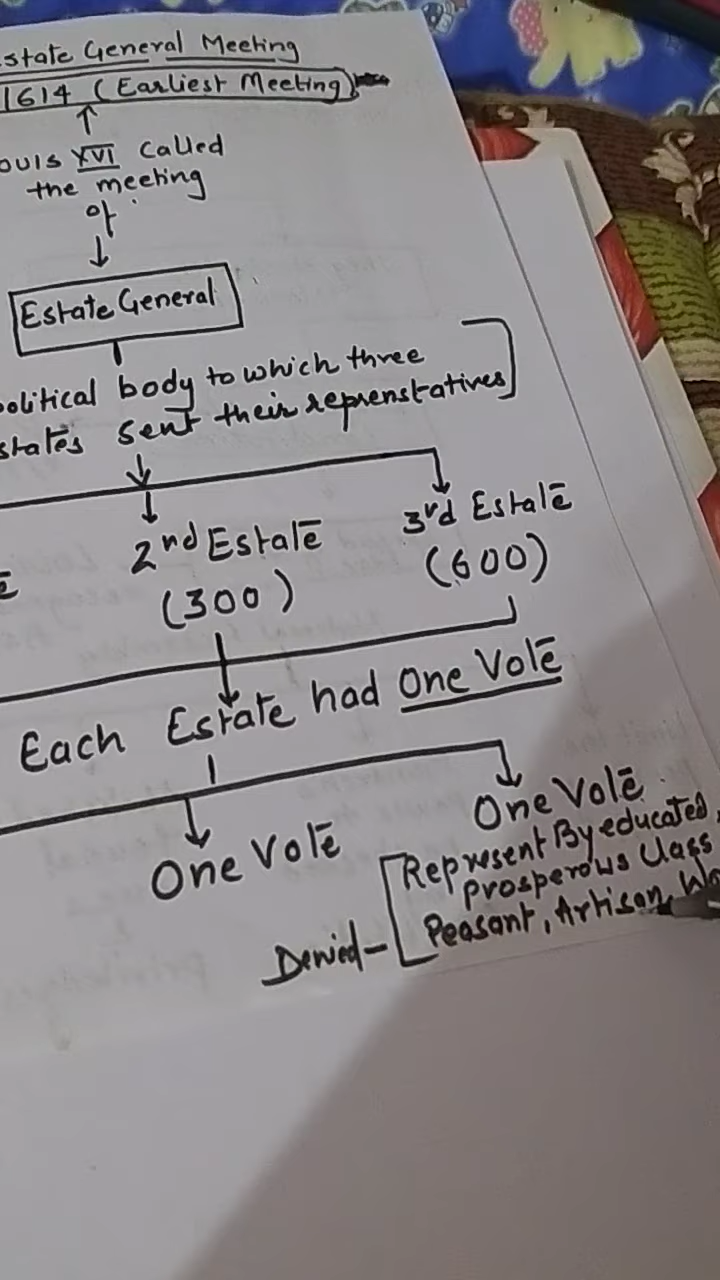 state General Meeting
1614 (Earliest Meeting)
ouis XVI called
the meeting
of
Estate General
political body to which three
states sent their reprenstatives
2nd Estate
(300)
3rd Estate
(600)
Each Estate had One Vote
One Vote
One Vote
Represent By educated,
Prosperous Class
Denied - Peasant, Artisan,